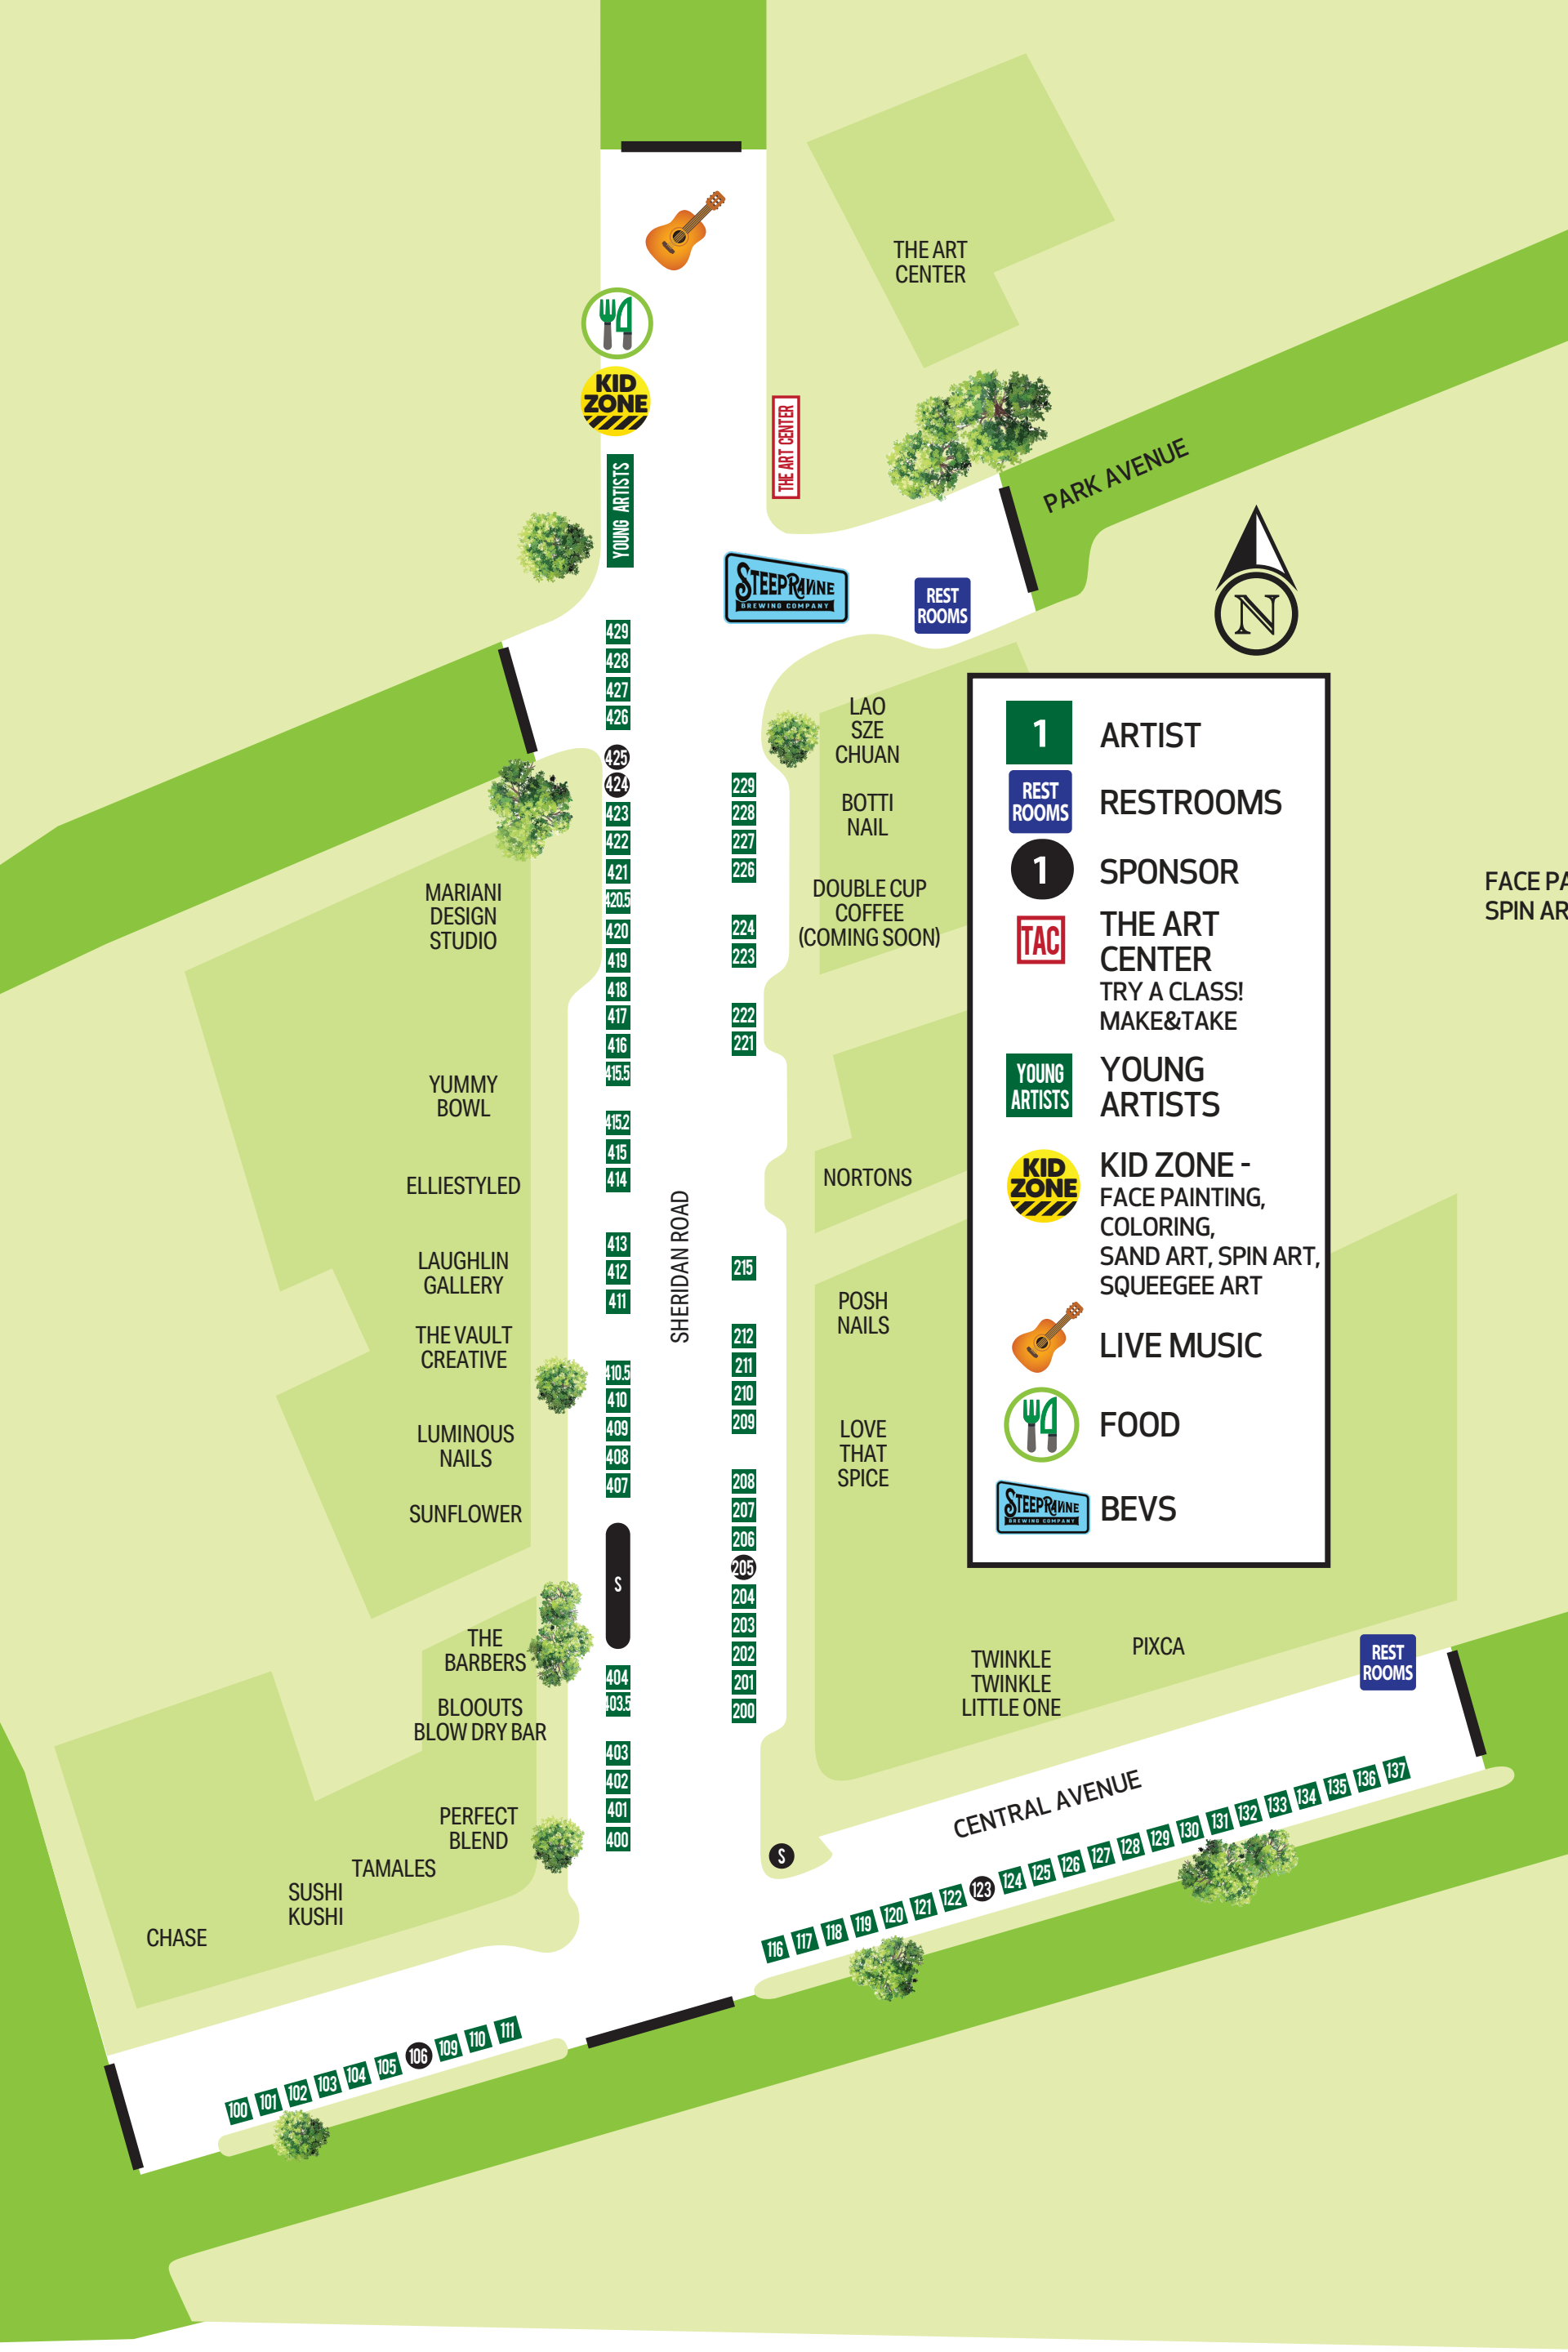 THE ART
CENTER
KID
ZONE
THE ART CENTER
YOUNG ARTISTS
PARK AVENUE
STEEP RAVINE
BREWING COMPANY
REST
ROOMS
N
429
428
427
426
425
424
423
422
421
420.5
420
419
418
417
416
415.5
415.2
415
414
413
412
411
410.5
410
409
408
407
S
404
403.5
403
402
401
400
LAO
SZE
CHUAN
BOTTI
NAIL
DOUBLE CUP
COFFEE
(COMING SOON)
NORTONS
POSH
NAILS
LOVE
THAT
SPICE
229
228
227
226
224
223
222
221
215
212
211
210
209
208
207
206
205
204
203
202
201
200
SHERIDAN ROAD
MARIANI
DESIGN
STUDIO
YUMMY
BOWL
ELLIESTYLED
LAUGHLIN
GALLERY
THE VAULT
CREATIVE
LUMINOUS
NAILS
SUNFLOWER
THE
BARBERS
BLOOUTS
BLOW DRY BAR
PERFECT
BLEND
TAMALES
SUSHI
KUSHI
CHASE
1 ARTIST
REST
ROOMS
RESTROOMS
1 SPONSOR
TAC
THE ART
CENTER
TRY A CLASS!
MAKE&TAKE
YOUNG
ARTISTS
YOUNG
ARTISTS
KID
ZONE
KID ZONE -
FACE PAINTING,
COLORING,
SAND ART, SPIN ART,
SQUEEGEE ART
LIVE MUSIC
FOOD
STEEP RAVINE
BREWING COMPANY
BEVS
FACE PA
SPIN AR
TWINKLE
TWINKLE
LITTLE ONE
PIXCA
REST
ROOMS
CENTRAL AVENUE
S
116 117 118 119 120 121 122 123 124 125 126 127 128 129 130 131 132 133 134 135 136 137
100 101 102 103 104 105 106 109 110 111